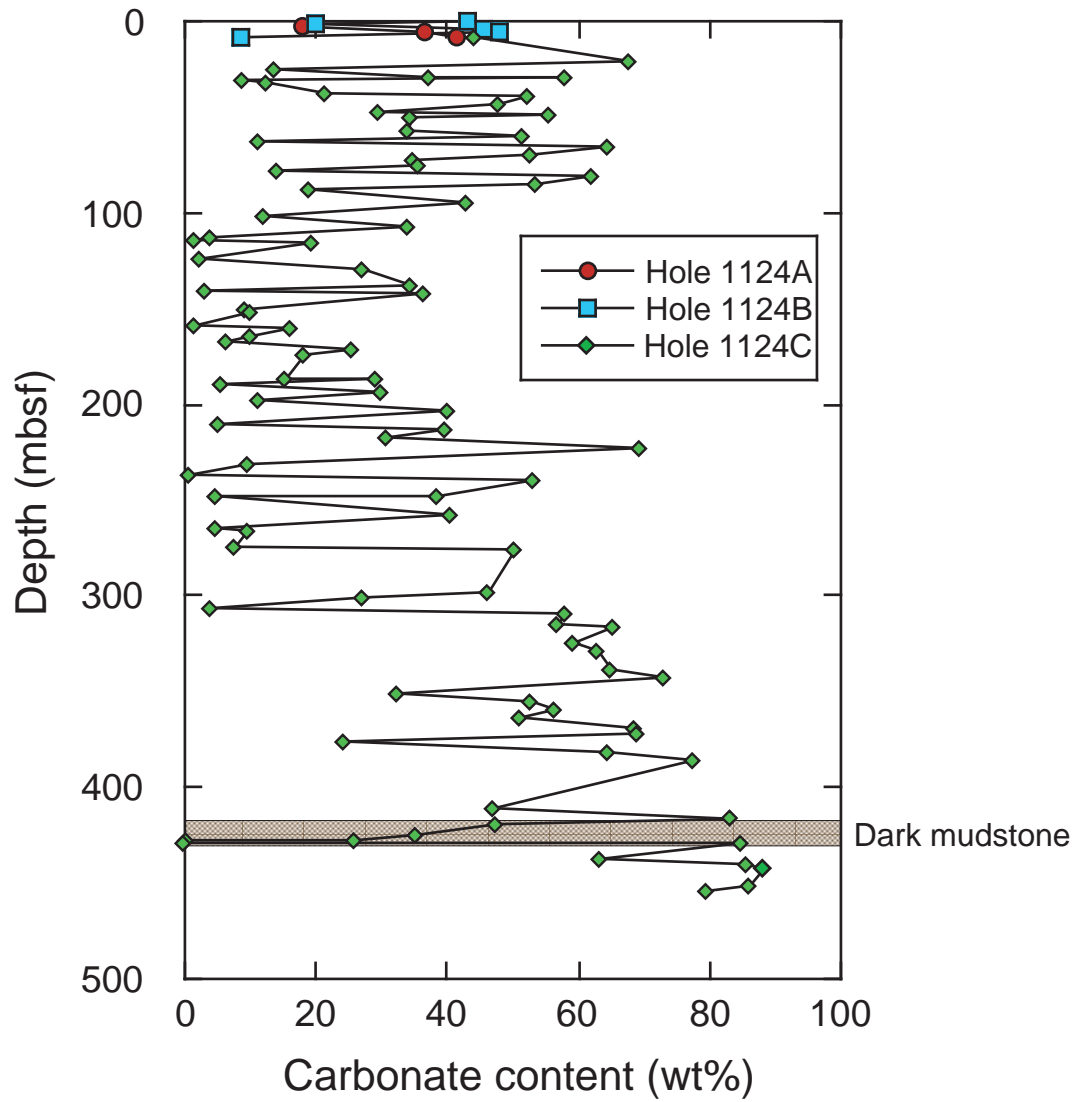 0
100
200
300
400
500
Depth (mbsf)
Hole 1124A
Hole 1124B
Hole 1124C
Dark mudstone
0 20 40 60 80 100
Carbonate content (wt%)